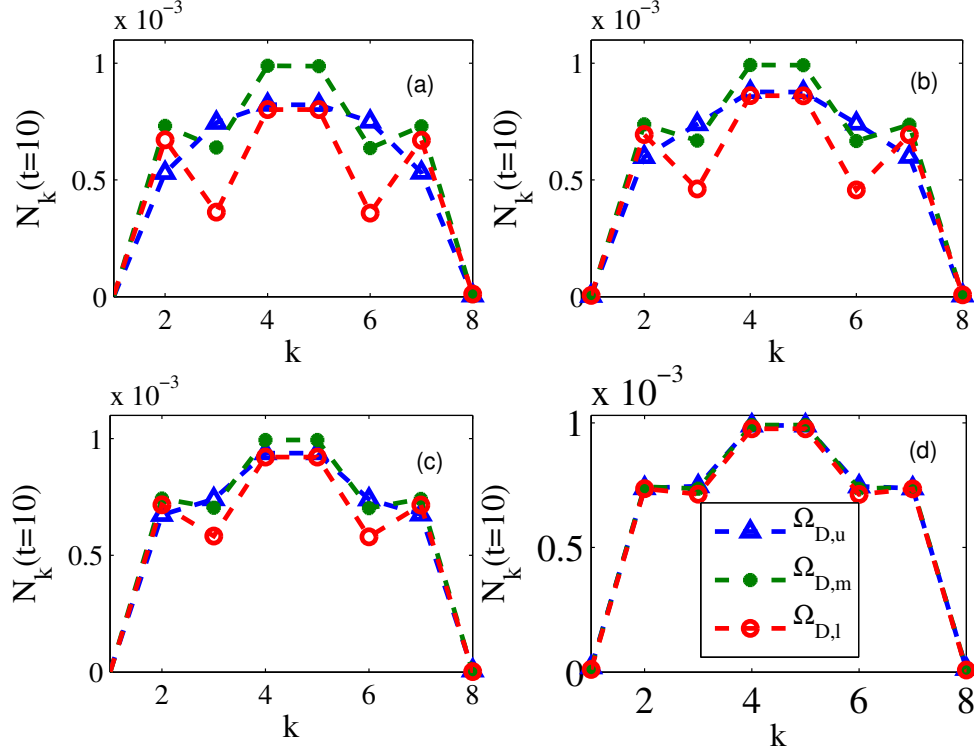 x 10⁻³
1
0.5
0
2 4 6 8
k
N_k(t=10)
(a)
x 10⁻³
1
0.5
0
2 4 6 8
k
N_k(t=10)
(b)
x 10⁻³
1
0.5
0
2 4 6 8
k
N_k(t=10)
(c)
x 10⁻³
1
0.5
0
2 4 6 8
k
N_k(t=10)
(d)
Ω_D,u
Ω_D,m
Ω_D,l